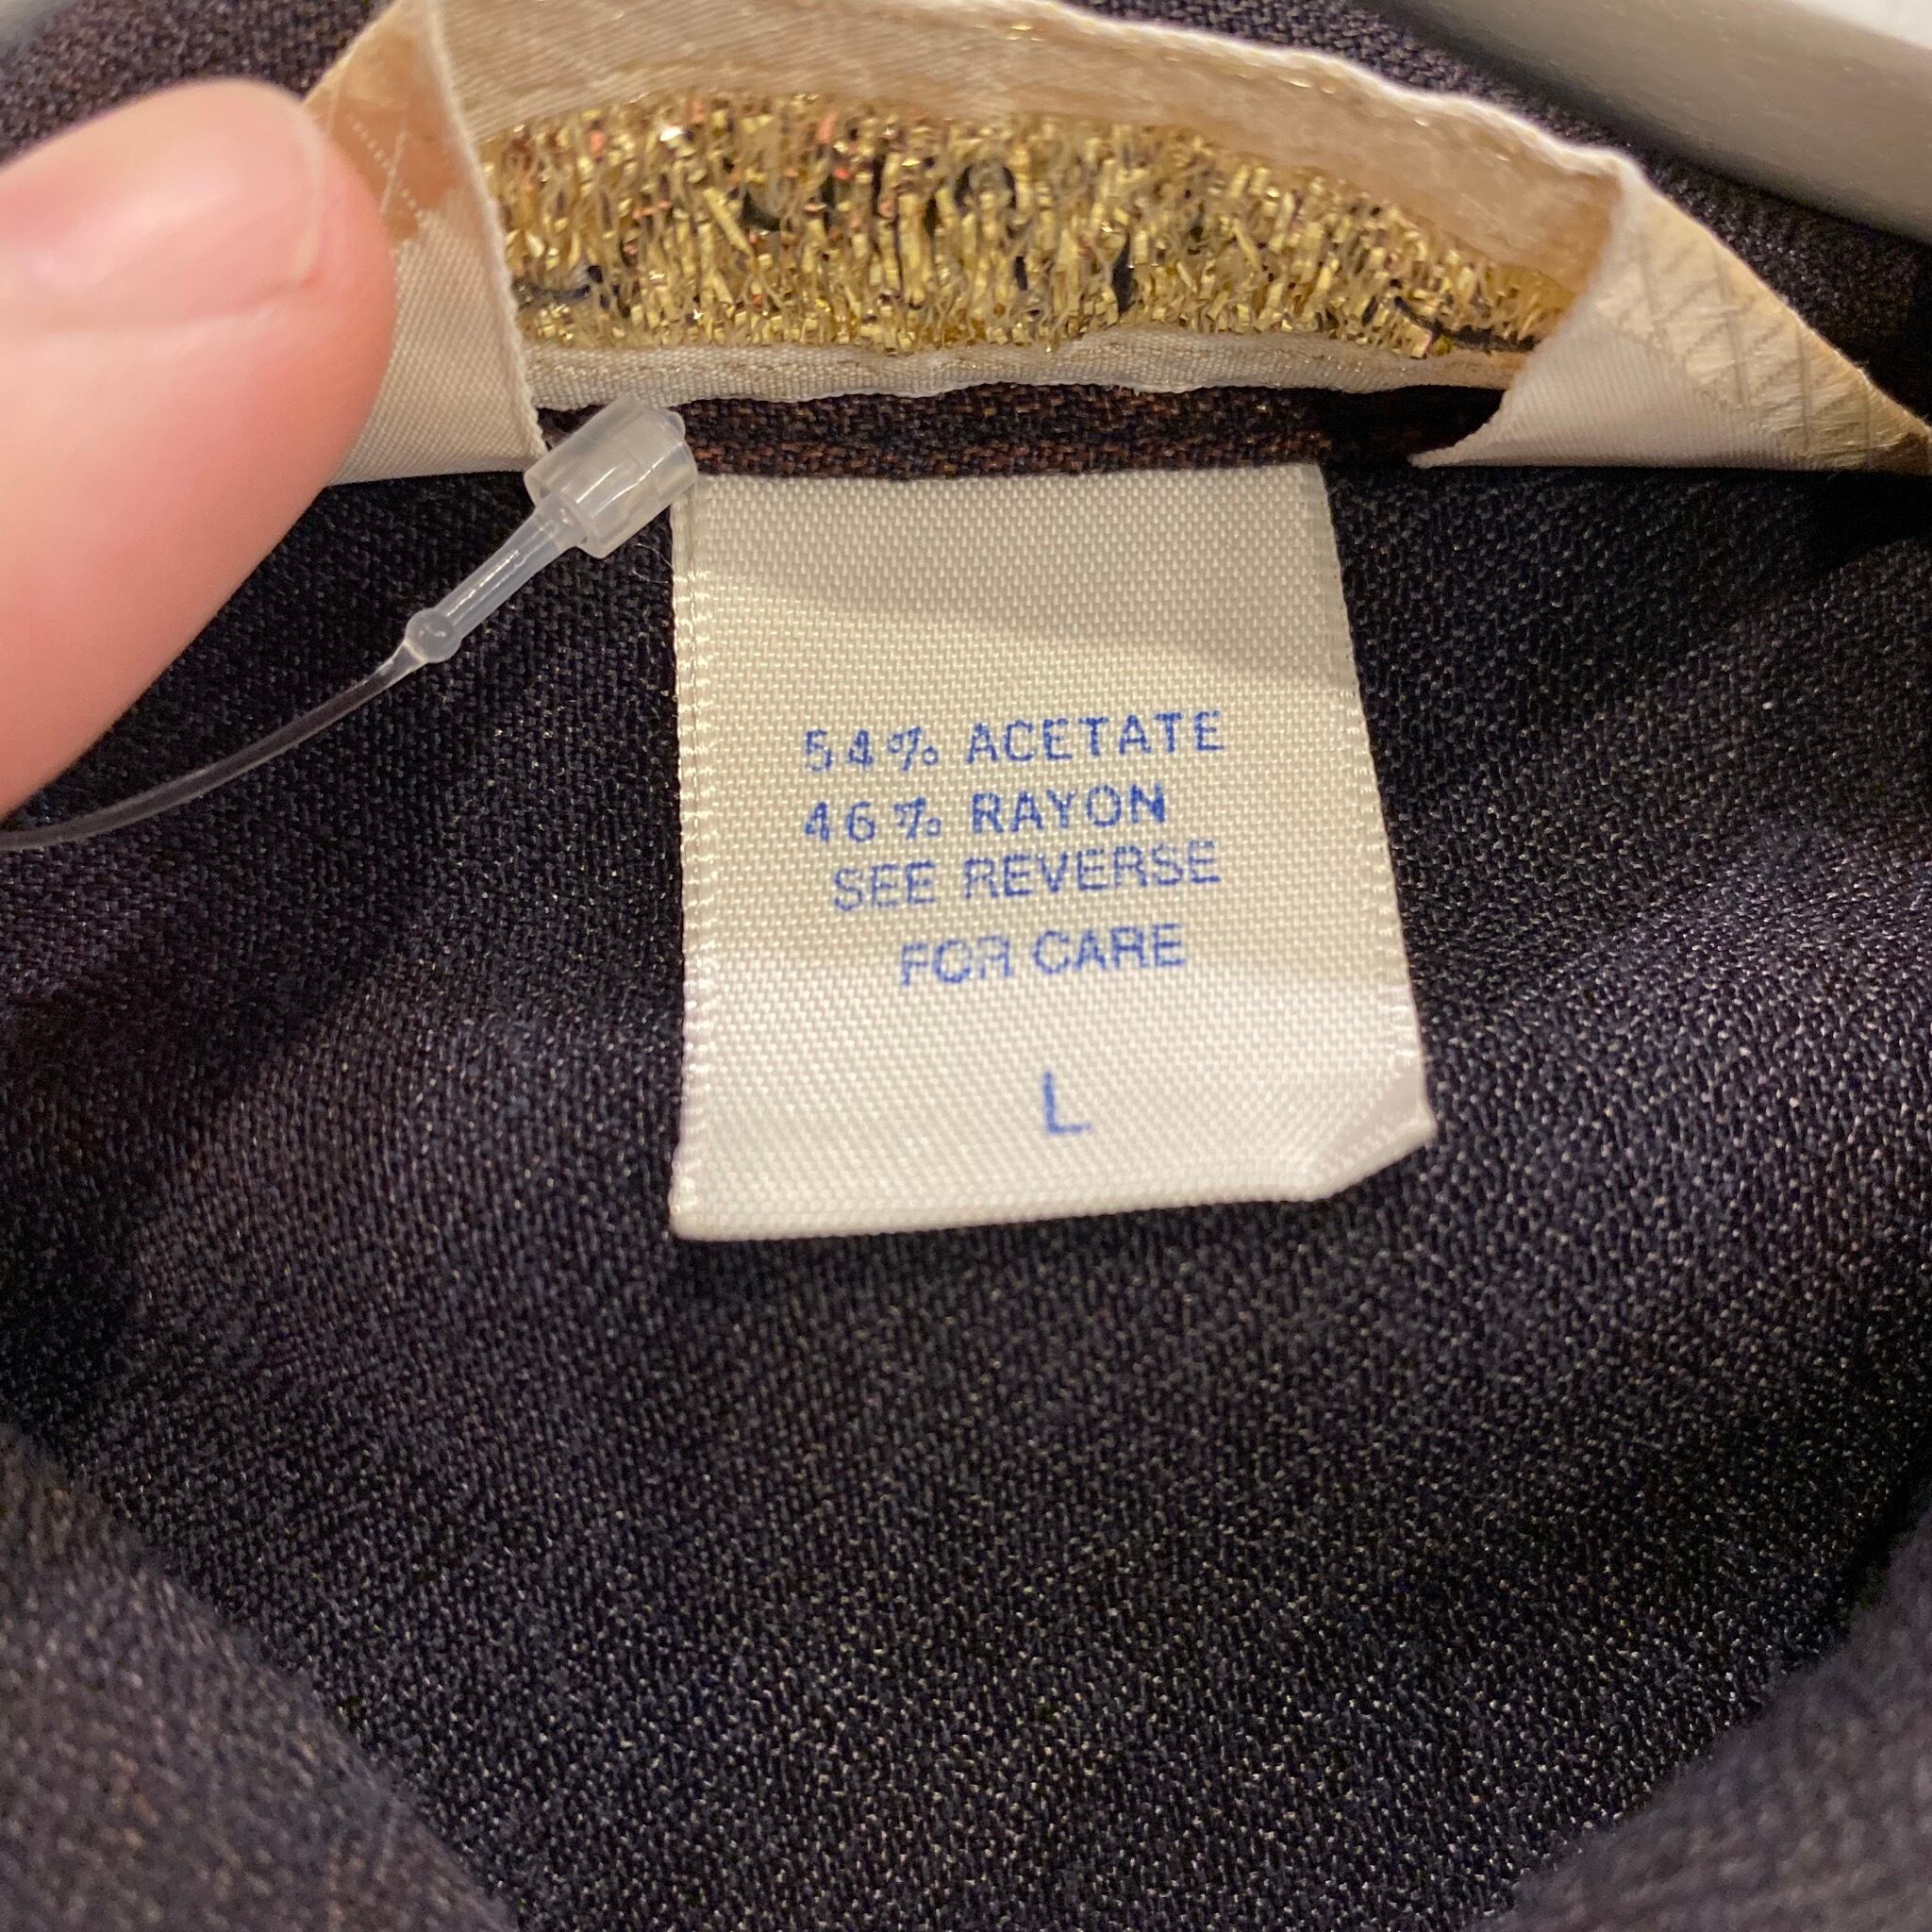 54% ACETATE
46% RAYON
SEE REVERSE
FOR CARE
L